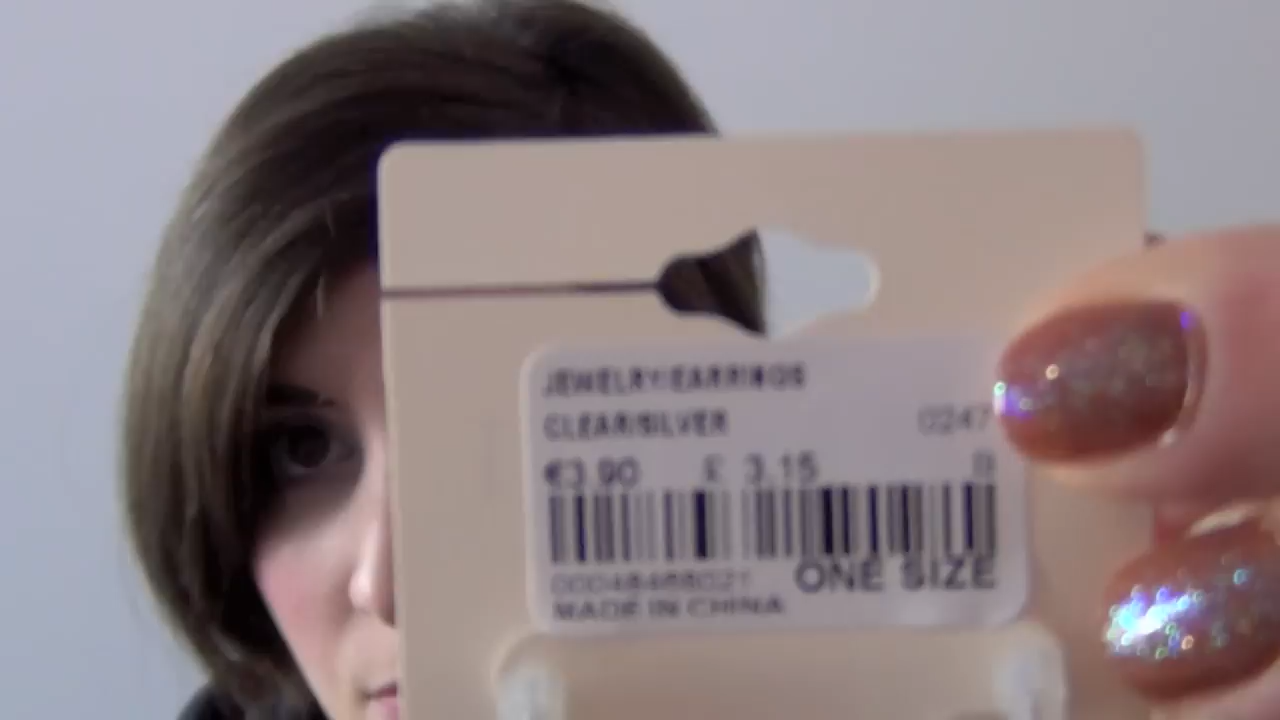 JEWELRY/EARRINGS
CLEAR/SILVER 0247
€3.90 £ 3.15
ONE SIZE
MADE IN CHINA